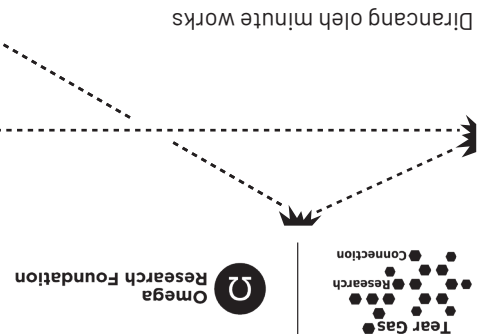 Tear Gas
Research
Connection
Ω
Omega
Research Foundation
Dirancang oleh minute works